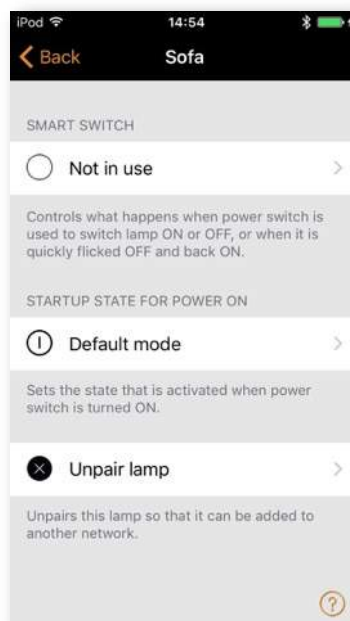 iPod 14:54
Back Sofa
SMART SWITCH
Not in use
Controls what happens when power switch is
used to switch lamp ON or OFF, or when it is
quickly flicked OFF and back ON.
STARTUP STATE FOR POWER ON
Default mode
Sets the state that is activated when power
switch is turned ON.
Unpair lamp
Unpairs this lamp so that it can be added to
another network.
?